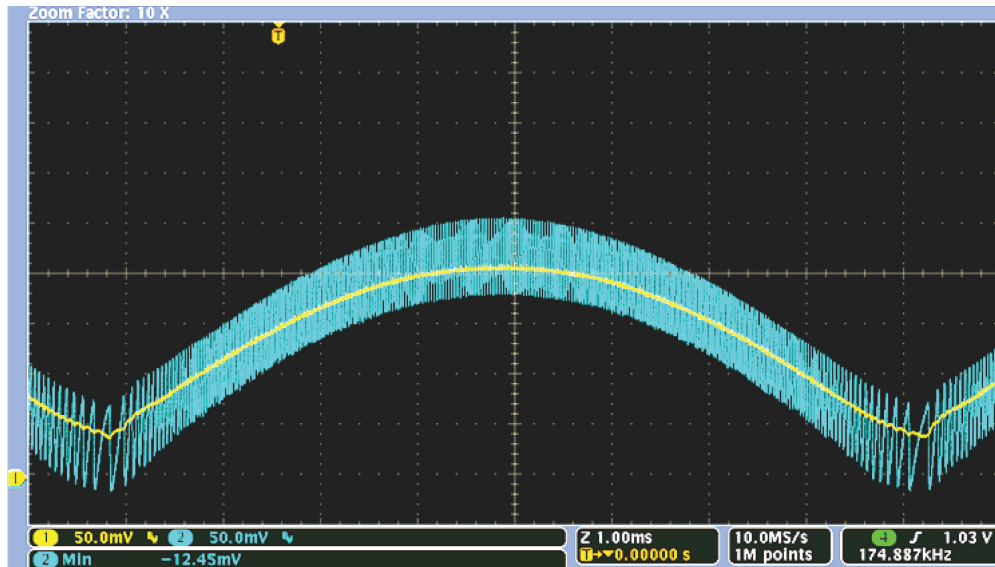 Zoom Factor: 10 X
T
1
1 50.0mV 2 50.0mV
2 Min -12.45mV
Z 1.00ms
T→▼0.00000 s
10.0MS/s
1M points
4 ƒ 1.03 V
174.887kHz